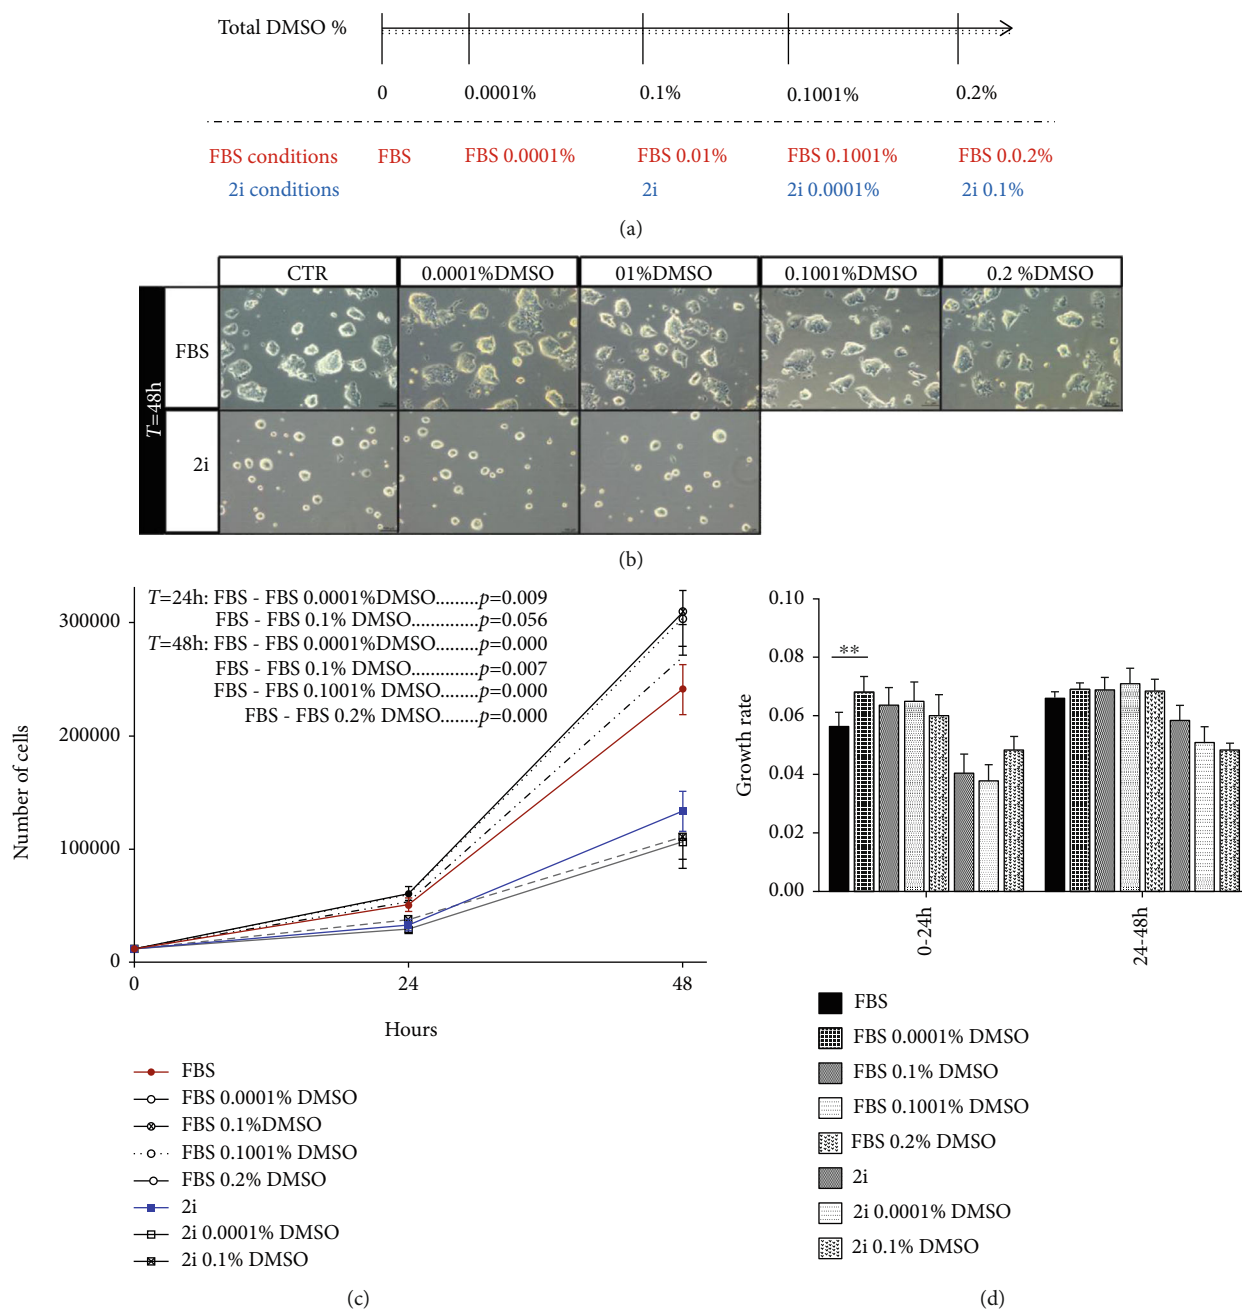 Total DMSO %
0 0.0001% 0.1% 0.1001% 0.2%
FBS conditions FBS FBS 0.0001% FBS 0.01% FBS 0.1001% FBS 0.0.2%
2i conditions 2i 2i 0.0001% 2i 0.1%
(a)
CTR 0.0001%DMSO 01%DMSO 0.1001%DMSO 0.2 %DMSO
T=48h
FBS
2i
(b)
T=24h: FBS - FBS 0.0001%DMSO.........p=0.009
FBS - FBS 0.1% DMSO..............p=0.056
T=48h: FBS - FBS 0.0001%DMSO.........p=0.000
FBS - FBS 0.1% DMSO..............p=0.007
FBS - FBS 0.1001% DMSO........p=0.000
FBS - FBS 0.2% DMSO........p=0.000
Number of cells
300000
200000
100000
0
0 24 48
Hours
FBS
FBS 0.0001% DMSO
FBS 0.1%DMSO
FBS 0.1001% DMSO
FBS 0.2% DMSO
2i
2i 0.0001% DMSO
2i 0.1% DMSO
(c)
Growth rate
0.10
0.08
0.06
0.04
0.02
0.00
**
0-24h 24-48h
FBS
FBS 0.0001% DMSO
FBS 0.1% DMSO
FBS 0.1001% DMSO
FBS 0.2% DMSO
2i
2i 0.0001% DMSO
2i 0.1% DMSO
(d)